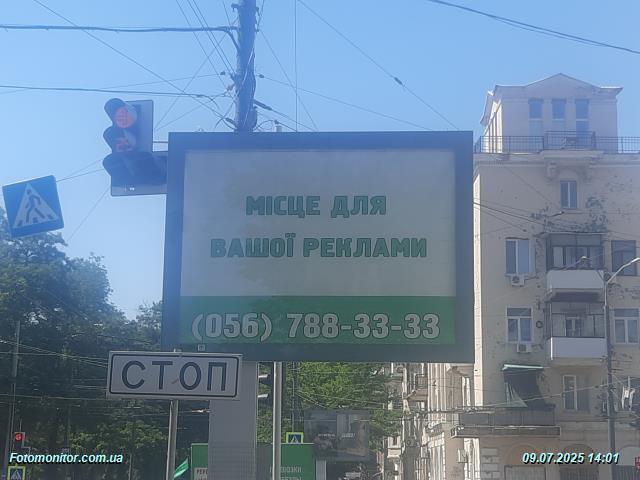 МІСЦЕ ДЛЯ
ВАШОЇ РЕКЛАМИ
(056) 788-33-33
СТОП
Fotomonitor.com.ua
09.07.2025 14:01